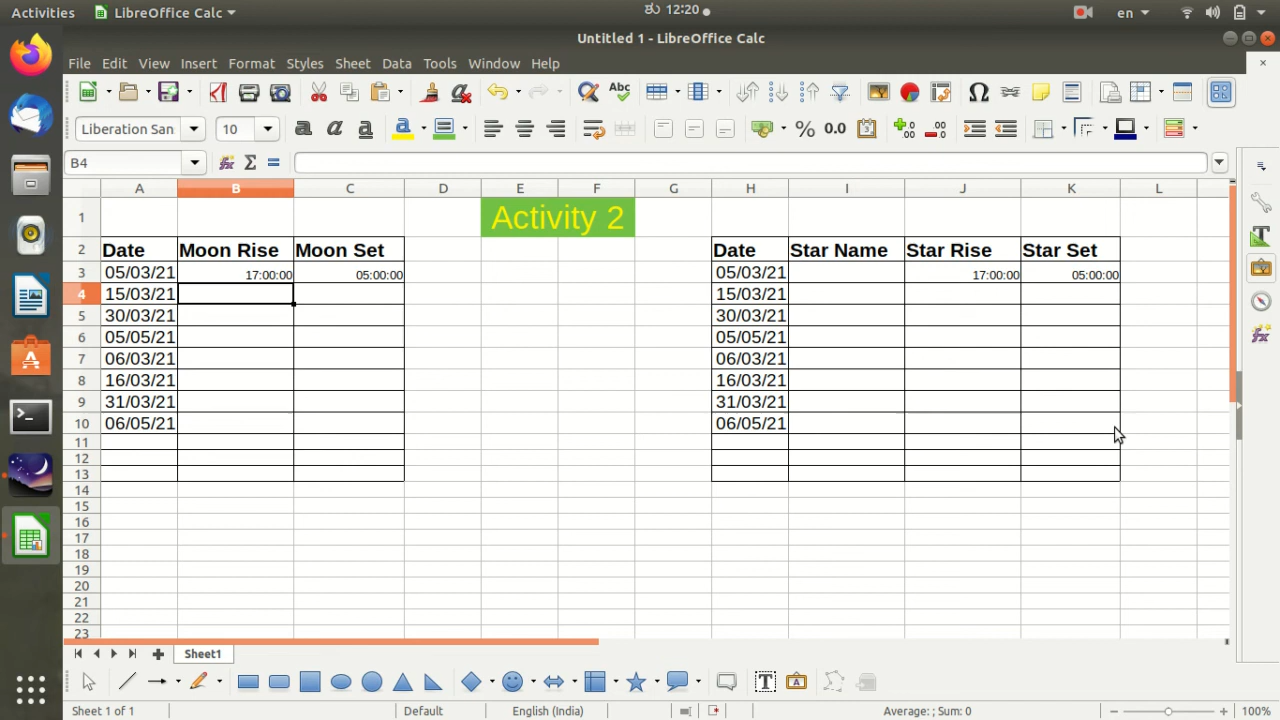 Activities LibreOffice Calc ಶು 12:20 en
Untitled 1 - LibreOffice Calc
File Edit View Insert Format Styles Sheet Data Tools Window Help
Liberation San 10
B4
A B C D E F G H I J K L
1 Activity 2
2 Date Moon Rise Moon Set Date Star Name Star Rise Star Set
3 05/03/21 17:00:00 05:00:00 05/03/21 17:00:00 05:00:00
4 15/03/21 15/03/21
5 30/03/21 30/03/21
6 05/05/21 05/05/21
7 06/03/21 06/03/21
8 16/03/21 16/03/21
9 31/03/21 31/03/21
10 06/05/21 06/05/21
11
12
13
14
15
16
17
18
19
20
21
22
23
Sheet1
Sheet 1 of 1 Default English (India) Average: ; Sum: 0 100%